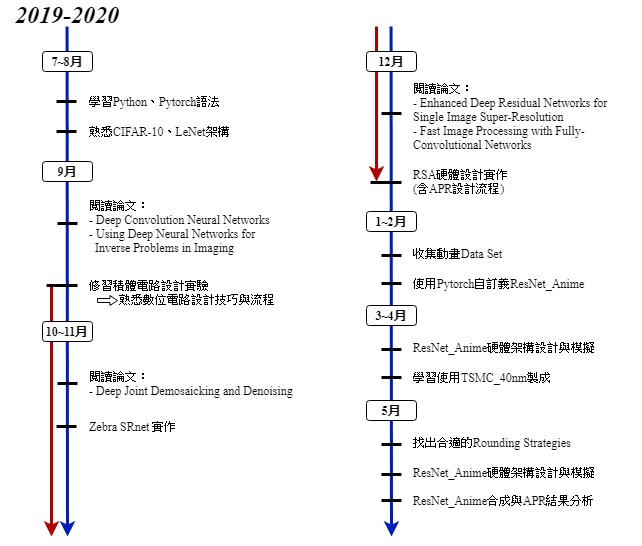 2019-2020
7~8月
學習Python、Pytorch語法
熟悉CIFAR-10、LeNet架構
9月
閱讀論文：
- Deep Convolution Neural Networks
- Using Deep Neural Networks for
Inverse Problems in Imaging
修習積體電路設計實驗
⇨熟悉數位電路設計技巧與流程
10~11月
閱讀論文：
- Deep Joint Demosaicking and Denoising
Zebra SRnet 實作
12月
閱讀論文：
- Enhanced Deep Residual Networks for
Single Image Super-Resolution
- Fast Image Processing with Fully-
Convolutional Networks
RSA硬體設計實作
(含APR設計流程)
1~2月
收集動畫Data Set
使用Pytorch自訂義ResNet_Anime
3~4月
ResNet_Anime硬體架構設計與模擬
學習使用TSMC_40nm製成
5月
找出合適的Rounding Strategies
ResNet_Anime硬體架構設計與模擬
ResNet_Anime合成與APR結果分析